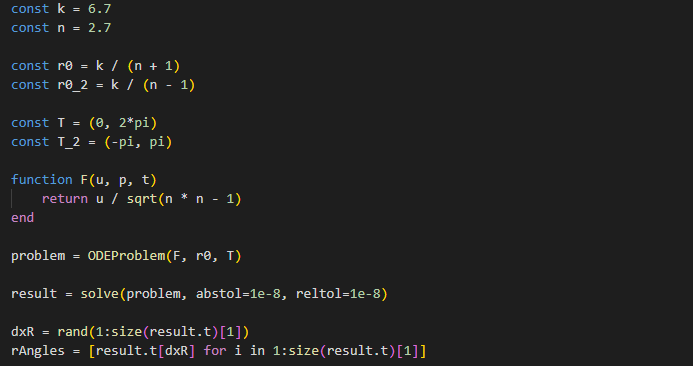 const k = 6.7
const n = 2.7
const r0 = k / (n + 1)
const r0_2 = k / (n - 1)
const T = (0, 2*pi)
const T_2 = (-pi, pi)
function F(u, p, t)
return u / sqrt(n * n - 1)
end
problem = ODEProblem(F, r0, T)
result = solve(problem, abstol=1e-8, reltol=1e-8)
dxR = rand(1:size(result.t)[1])
rAngles = [result.t[dxR] for i in 1:size(result.t)[1]]